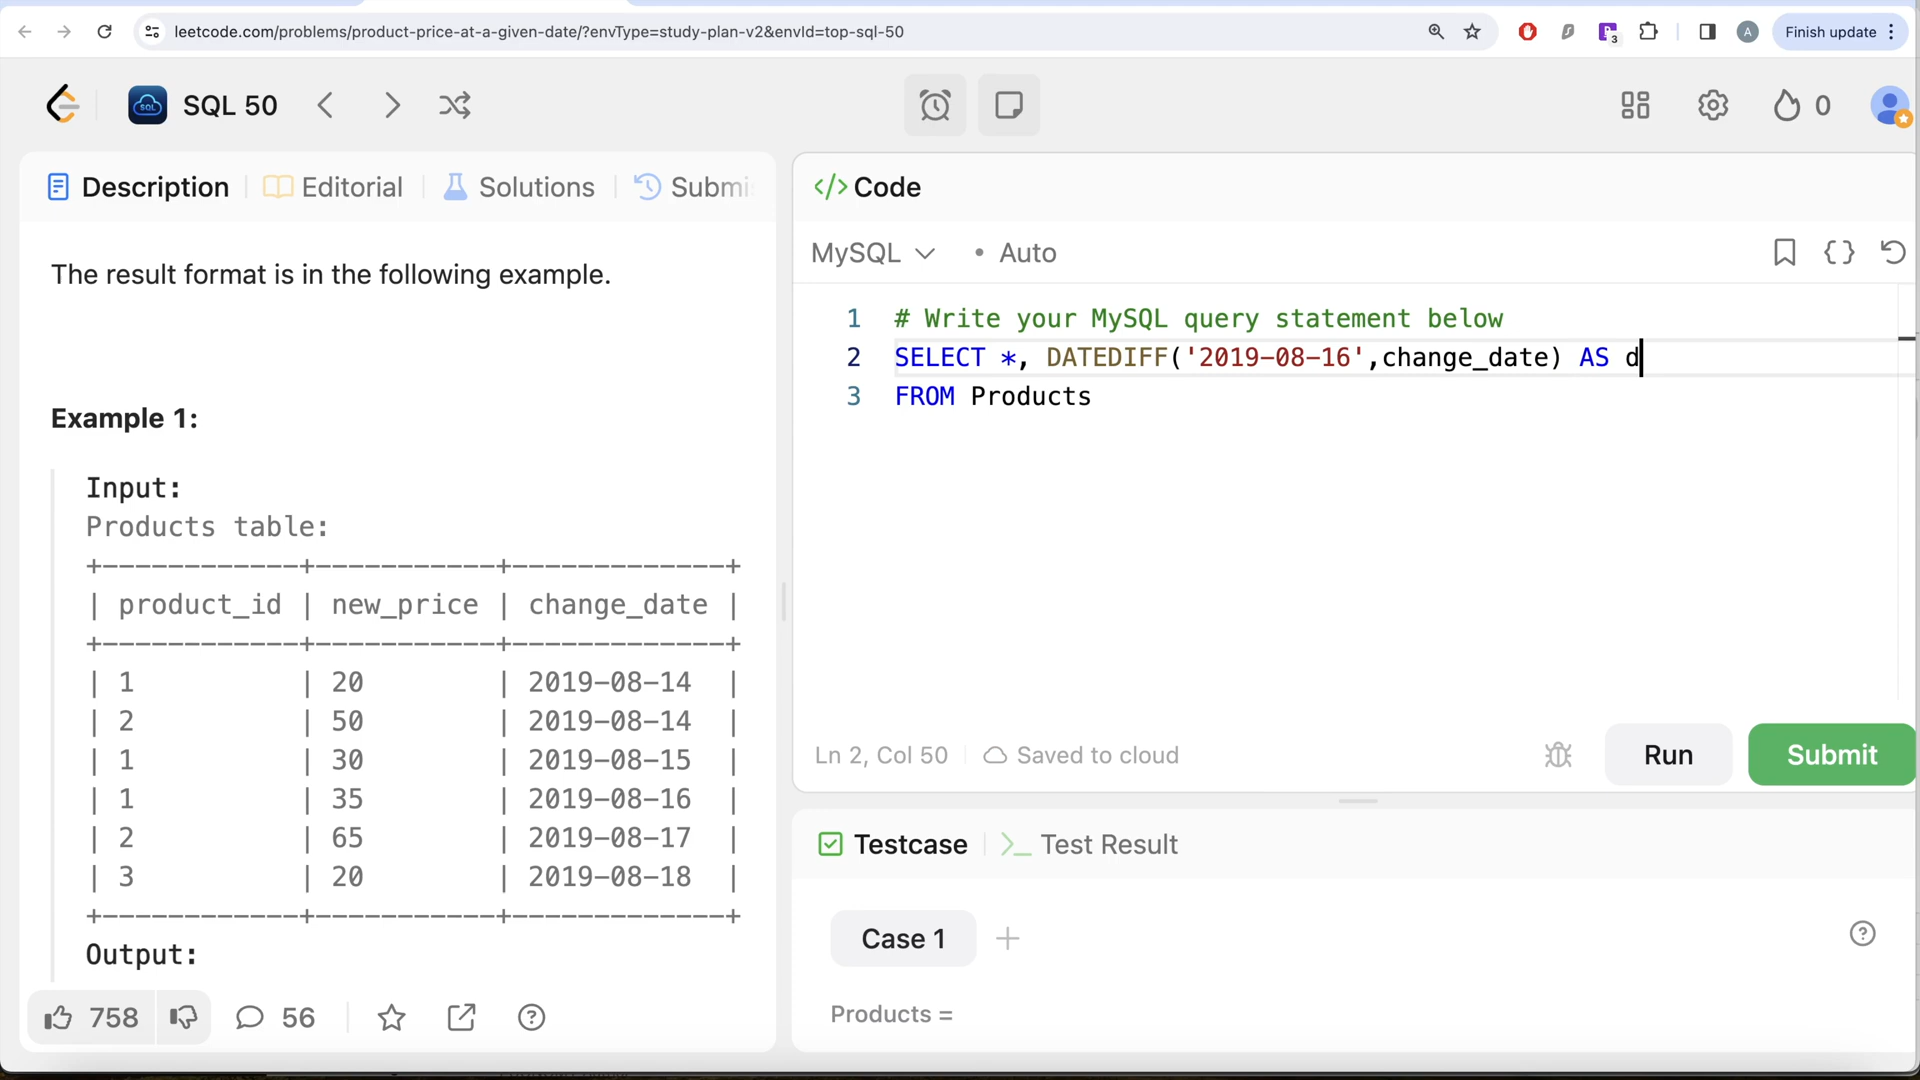 leetcode.com/problems/product-price-at-a-given-date/?envType=study-plan-v2&envId=top-sql-50
3
A
Finish update
SQL
SQL 50
0
Description
Editorial
Solutions
Submi
The result format is in the following example.
Example 1:
Input:
Products table:
+------------+-----------+-------------+
| product_id | new_price | change_date |
+------------+-----------+-------------+
| 1 | 20 | 2019-08-14 |
| 2 | 50 | 2019-08-14 |
| 1 | 30 | 2019-08-15 |
| 1 | 35 | 2019-08-16 |
| 2 | 65 | 2019-08-17 |
| 3 | 20 | 2019-08-18 |
+------------+-----------+-------------+
Output:
758
56
</> Code
MySQL • Auto
1 # Write your MySQL query statement below
2 SELECT *, DATEDIFF('2019-08-16',change_date) AS d
3 FROM Products
Ln 2, Col 50
Saved to cloud
Run
Submit
Testcase
Test Result
Case 1
Products =